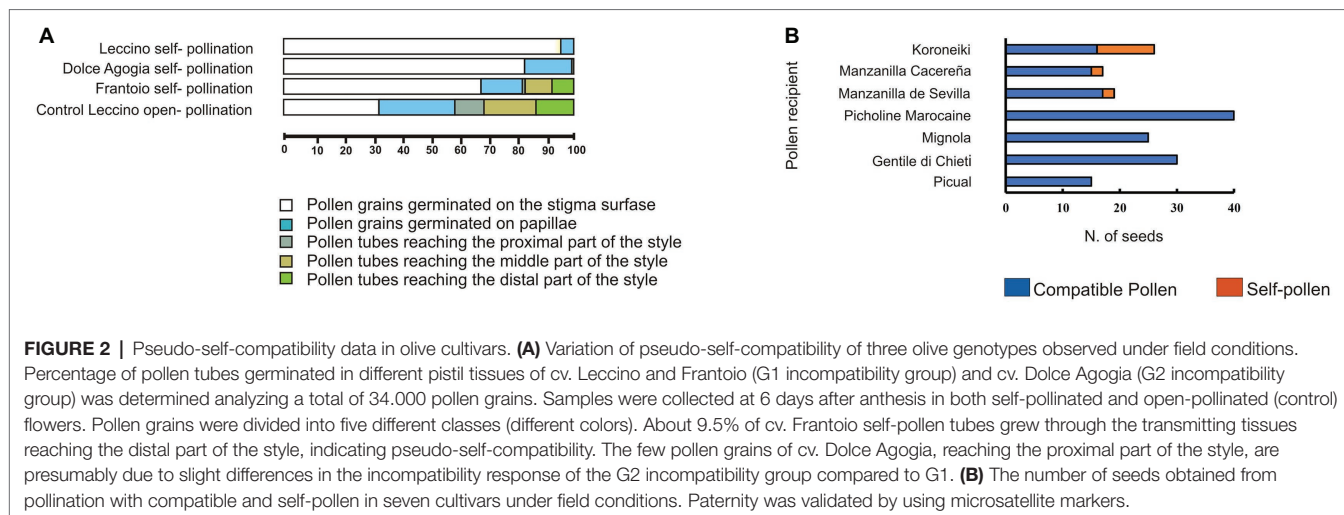 A
Leccino self- pollination
Dolce Agogia self- pollination
Frantoio self- pollination
Control Leccino open- pollination
0 10 20 30 40 50 60 70 80 90 100
Pollen grains germinated on the stigma surfase
Pollen grains germinated on papillae
Pollen tubes reaching the proximal part of the style
Pollen tubes reaching the middle part of the style
Pollen tubes reaching the distal part of the style
B
Pollen recipient
Koroneiki
Manzanilla Cacereña
Manzanilla de Sevilla
Picholine Marocaine
Mignola
Gentile di Chieti
Picual
0 10 20 30 40
N. of seeds
Compatible Pollen Self-pollen
FIGURE 2 | Pseudo-self-compatibility data in olive cultivars. (A) Variation of pseudo-self-compatibility of three olive genotypes observed under field conditions.
Percentage of pollen tubes germinated in different pistil tissues of cv. Leccino and Frantoio (G1 incompatibility group) and cv. Dolce Agogia (G2 incompatibility
group) was determined analyzing a total of 34.000 pollen grains. Samples were collected at 6 days after anthesis in both self-pollinated and open-pollinated (control)
flowers. Pollen grains were divided into five different classes (different colors). About 9.5% of cv. Frantoio self-pollen tubes grew through the transmitting tissues
reaching the distal part of the style, indicating pseudo-self-compatibility. The few pollen grains of cv. Dolce Agogia, reaching the proximal part of the style, are
presumably due to slight differences in the incompatibility response of the G2 incompatibility group compared to G1. (B) The number of seeds obtained from
pollination with compatible and self-pollen in seven cultivars under field conditions. Paternity was validated by using microsatellite markers.